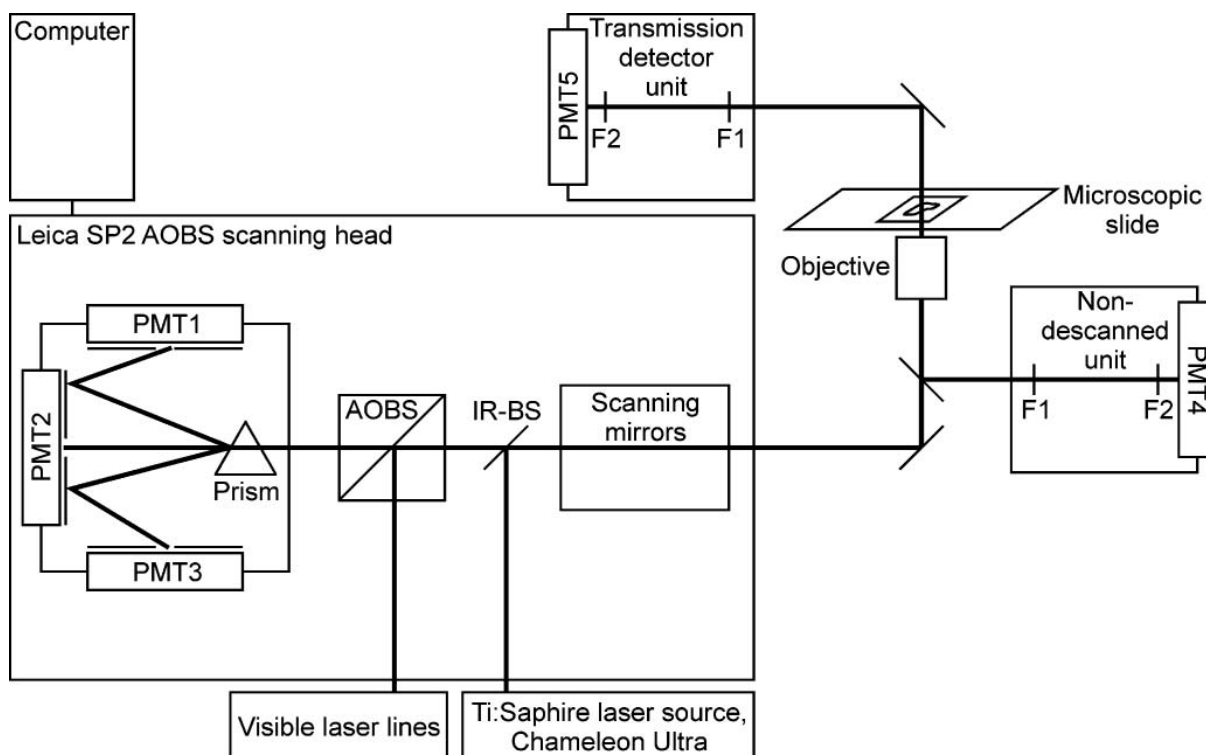 Computer
Transmission
detector
unit
PMT5
F2
F1
Microscopic
slide
Leica SP2 AOBS scanning head
Objective
Non-
descanned
unit
F1
F2
PMT4
PMT1
PMT2
Prism
PMT3
AOBS
IR-BS
Scanning
mirrors
Visible laser lines
Ti:Saphire laser source,
Chameleon Ultra